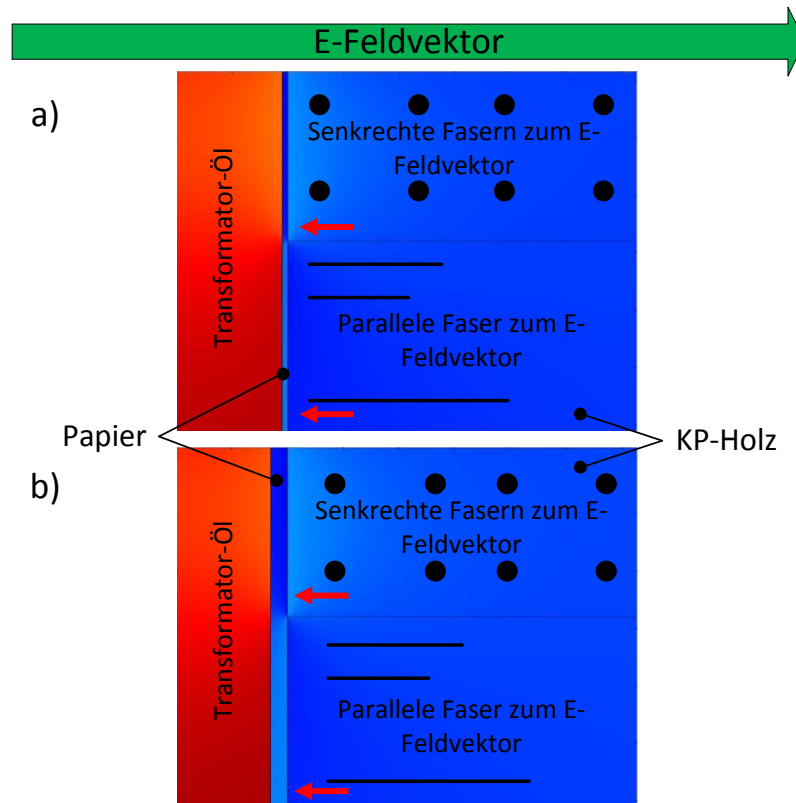 E-Feldvektor
a)
Transformator-Öl
Senkrechte Fasern zum E-
Feldvektor
Parallele Faser zum E-
Feldvektor
Papier
KP-Holz
b)
Transformator-Öl
Senkrechte Fasern zum E-
Feldvektor
Parallele Faser zum E-
Feldvektor